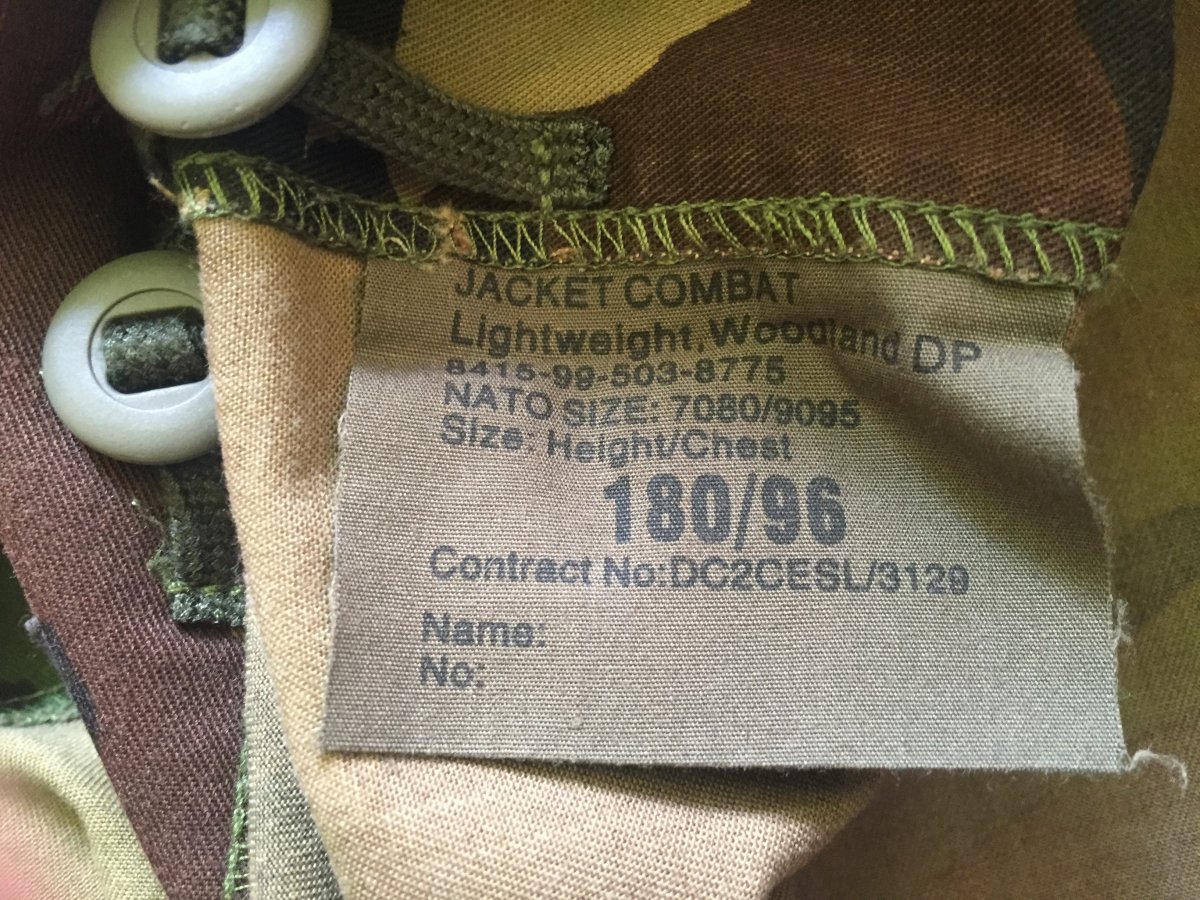 JACKET COMBAT
Lightweight,Woodland DP
8415-99-503-8775
NATO SIZE: 7080/9095
Size: Height/Chest
180/96
Contract No:DC2CESL/3129
Name:
No: